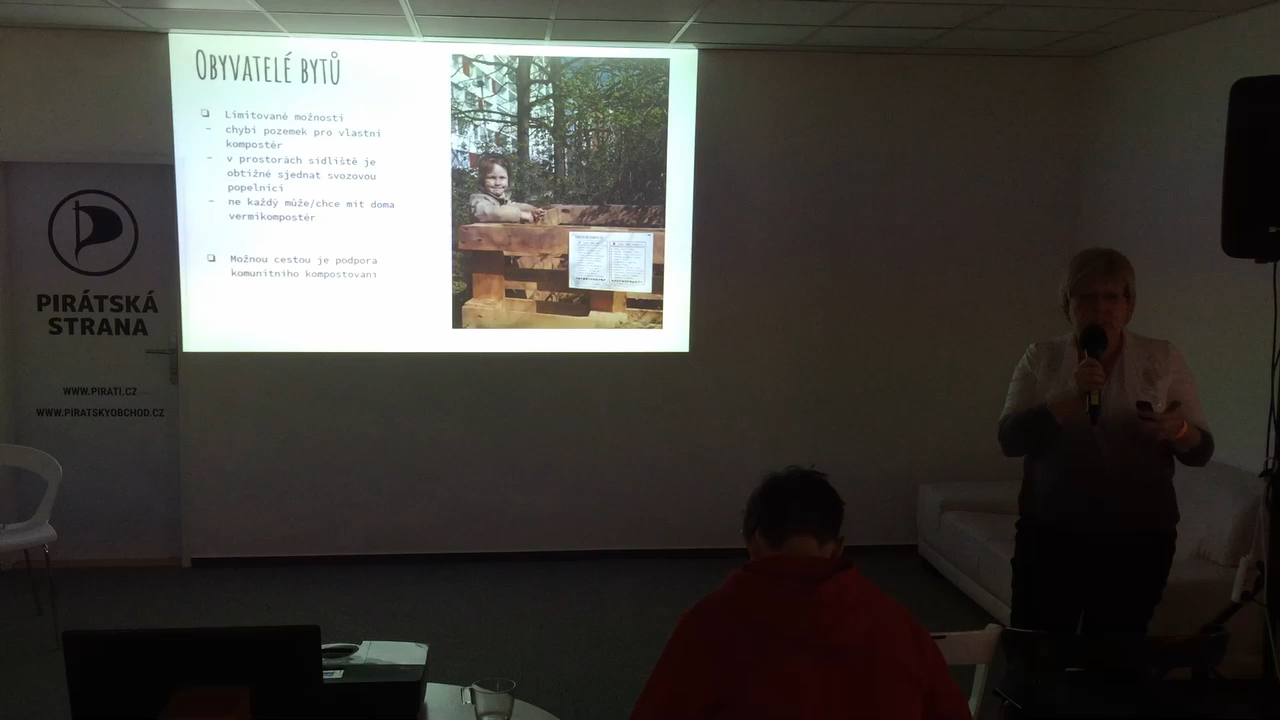 OBYVATELÉ BYTŮ
❏ Limitované možnosti
- chybí pozemek pro vlastní
kompostér
- v prostorách sídliště je
obtížné sjednat svozovou
popelnici
- ne každý může/chce mít doma
vermikompostér
❏ Možnou cestou je podpora
komunitního kompostování
PIRÁTSKÁ
STRANA
WWW.PIRATI.CZ
WWW.PIRATSKYOBCHOD.CZ